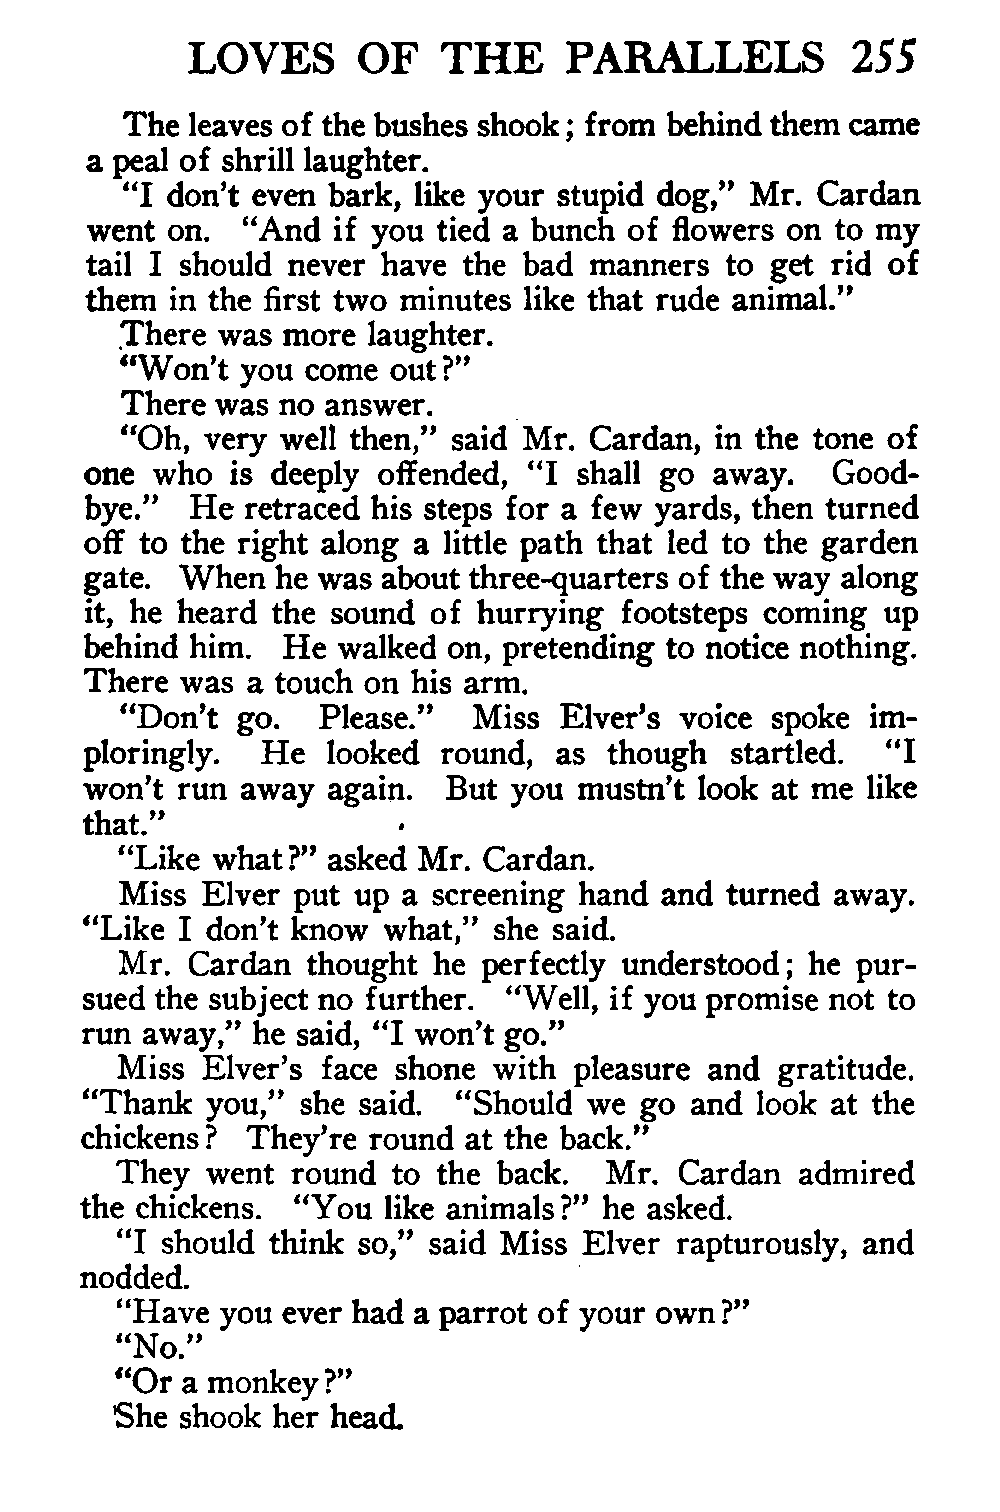 LOVES OF THE PARALLELS 255
The leaves of the bushes shook; from behind them came
a peal of shrill laughter.
“I don’t even bark, like your stupid dog,” Mr. Cardan
went on. “And if you tied a bunch of flowers on to my
tail I should never have the bad manners to get rid of
them in the first two minutes like that rude animal.”
There was more laughter.
“Won’t you come out?”
There was no answer.
“Oh, very well then,” said Mr. Cardan, in the tone of
one who is deeply offended, “I shall go away. Good-
bye.” He retraced his steps for a few yards, then turned
off to the right along a little path that led to the garden
gate. When he was about three-quarters of the way along
it, he heard the sound of hurrying footsteps coming up
behind him. He walked on, pretending to notice nothing.
There was a touch on his arm.
“Don’t go. Please.” Miss Elver’s voice spoke im-
ploringly. He looked round, as though startled. “I
won’t run away again. But you mustn’t look at me like
that.”
“Like what?” asked Mr. Cardan.
Miss Elver put up a screening hand and turned away.
“Like I don’t know what,” she said.
Mr. Cardan thought he perfectly understood; he pur-
sued the subject no further. “Well, if you promise not to
run away,” he said, “I won’t go.”
Miss Elver’s face shone with pleasure and gratitude.
“Thank you,” she said. “Should we go and look at the
chickens? They’re round at the back.”
They went round to the back. Mr. Cardan admired
the chickens. “You like animals?” he asked.
“I should think so,” said Miss Elver rapturously, and
nodded.
“Have you ever had a parrot of your own?”
“No.”
“Or a monkey?”
She shook her head.